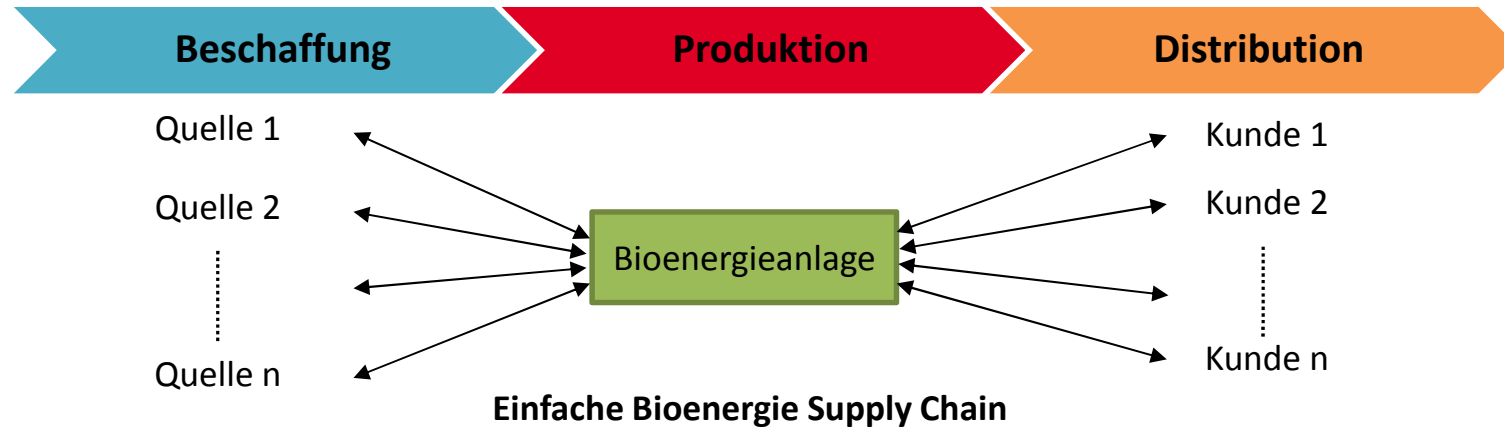 Beschaffung
Produktion
Distribution
Quelle 1
Quelle 2
Quelle n
Bioenergieanlage
Kunde 1
Kunde 2
Kunde n
Einfache Bioenergie Supply Chain